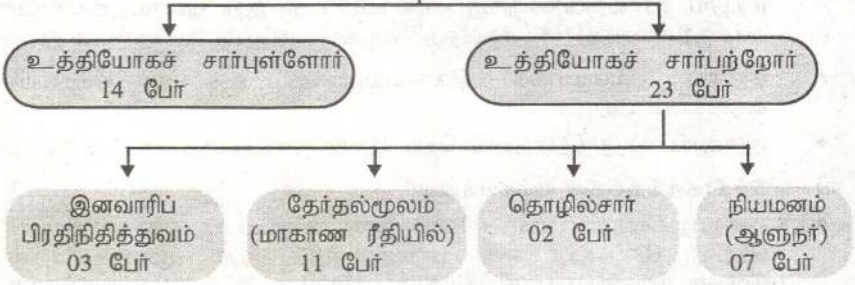 உத்தியோகச் சார்புள்ளோர்
14 பேர்
உத்தியோகச் சார்பற்றோர்
23 பேர்
இனவாரிப்
பிரதிநிதித்துவம்
03 பேர்
தேர்தல்மூலம்
(மாகாண ரீதியில்)
11 பேர்
தொழில்சார்
02 பேர்
நியமனம்
(ஆளுநர்)
07 பேர்